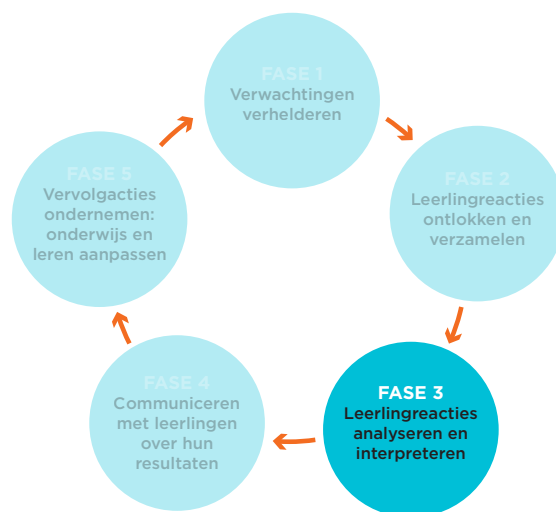 FASE 1
Verwachtingen
verhelderen
FASE 2
Leerlingreacties
ontlokken en
verzamelen
FASE 3
Leerlingreacties
analyseren en
interpreteren
FASE 4
Communiceren
met leerlingen
over hun
resultaten
FASE 5
Vervolgacties
ondernemen:
onderwijs en
leren aanpassen